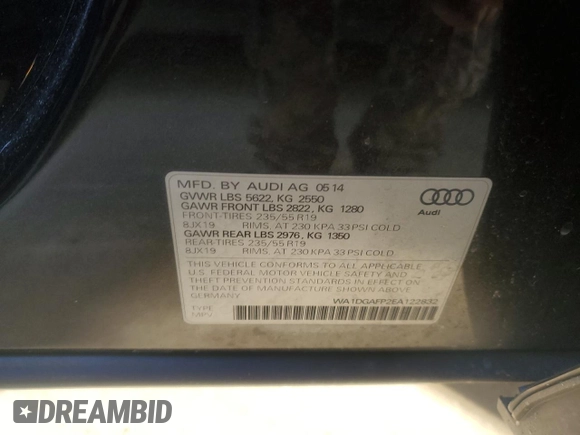 MFD. BY AUDI AG 05 14
GVWR LBS 5622, KG 2550
GAWR FRONT LBS 2822, KG 1280
FRONT-TIRES 235/55 R19
8JX19 RIMS, AT 230 KPA 33 PSI COLD
GAWR REAR LBS 2976, KG 1350
REAR-TIRES 235/55 R19
8JX19 RIMS, AT 230 KPA 33 PSI COLD
Audi
THIS VEHICLE CONFORMS TO ALL APPLICABLE
U.S. FEDERAL MOTOR VEHICLE SAFETY AND
THEFT PREVENTION STANDARDS IN EFFECT ON
THE DATE OF MANUFACTURE SHOWN ABOVE
GERMANY
WA1DGAFP2EA122832
TYPE
MPV
DREAMBID